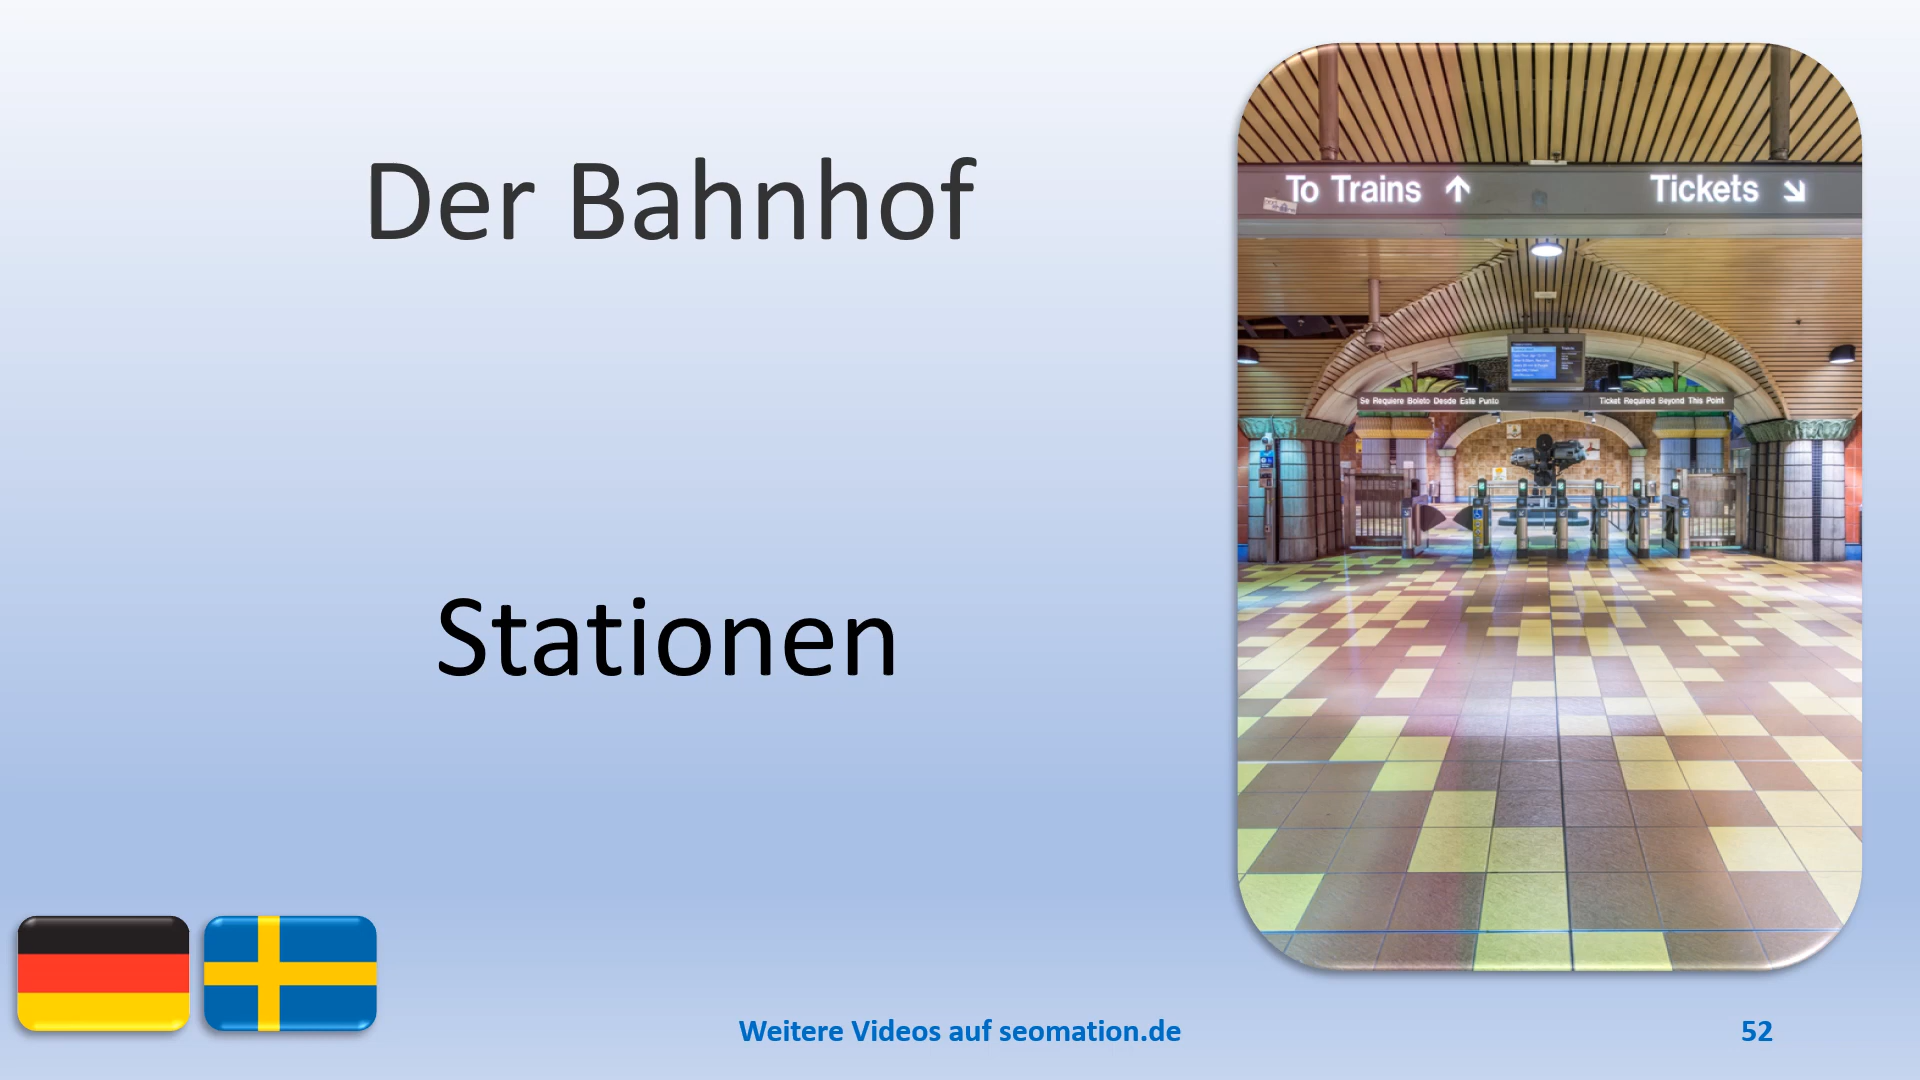 Der Bahnhof
Stationen
To Trains ↑
Tickets ↘
Se Requiere Boleto Desde Este Punto
Ticket Required Beyond This Point
Weitere Videos auf seomation.de
52